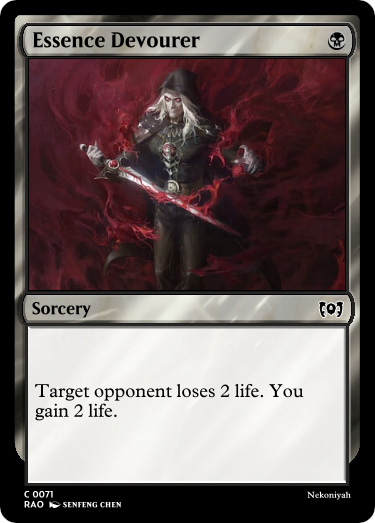 Essence Devourer
Sorcery
Target opponent loses 2 life. You
gain 2 life.
C 0071
Nekoniyah
RAO SENFENG CHEN